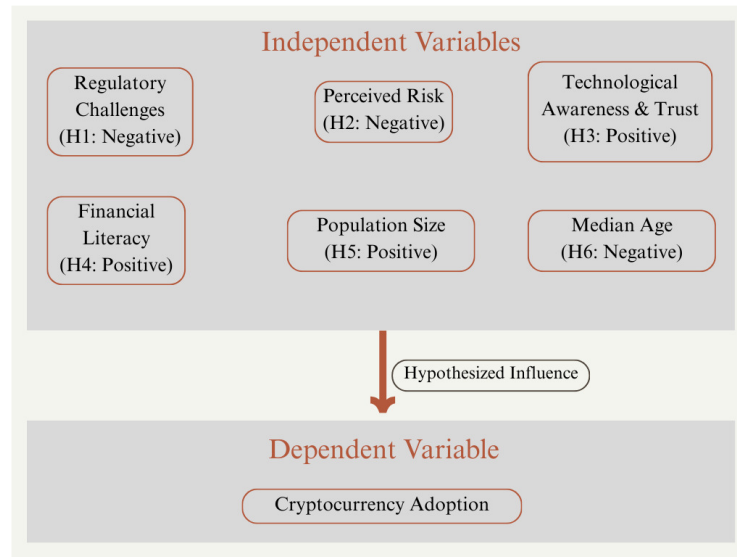 Independent Variables
Regulatory
Challenges
(H1: Negative)
Perceived Risk
(H2: Negative)
Technological
Awareness & Trust
(H3: Positive)
Financial
Literacy
(H4: Positive)
Population Size
(H5: Positive)
Median Age
(H6: Negative)
Hypothesized Influence
Dependent Variable
Cryptocurrency Adoption